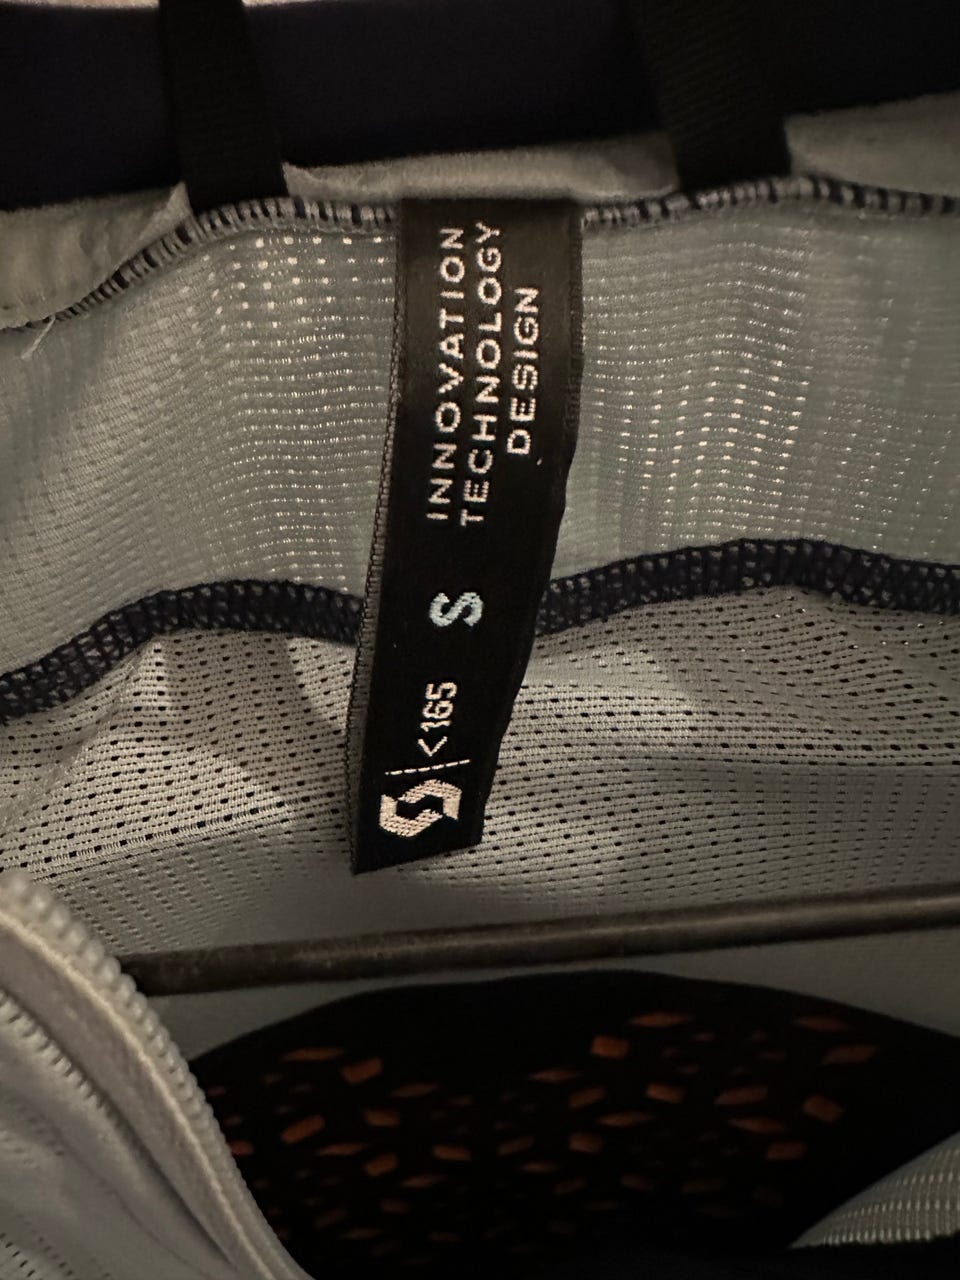 INNOVATION
TECHNOLOGY
DESIGN
S
<165